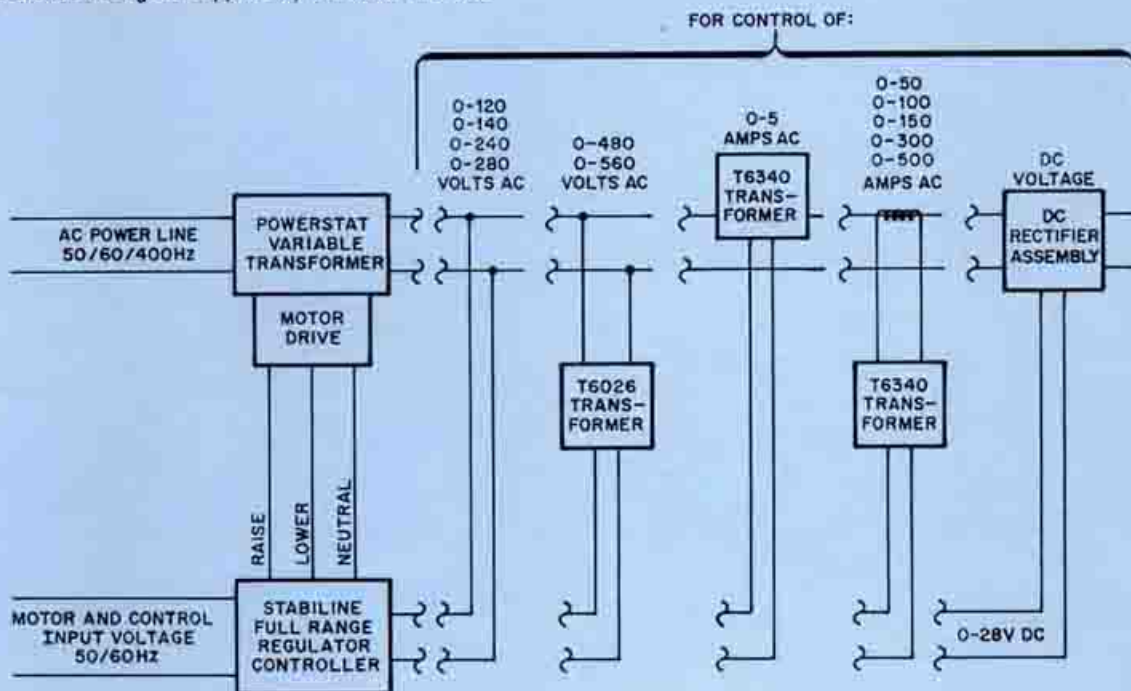 FOR CONTROL OF:
0-120
0-140
0-240
0-280
VOLTS AC
0-480
0-560
VOLTS AC
0-5
AMPS AC
0-50
0-100
0-150
0-300
0-500
AMPS AC
DC
VOLTAGE
AC POWER LINE
50/60/400HZ
POWERSTAT
VARIABLE
TRANSFORMER
T6340
TRANS-
FORMER
DC
RECTIFIER
ASSEMBLY
MOTOR
DRIVE
T6026
TRANS-
FORMER
T6340
TRANS-
FORMER
RAISE
LOWER
NEUTRAL
MOTOR AND CONTROL
INPUT VOLTAGE
50/60HZ
STABILINE
FULL RANGE
REGULATOR
CONTROLLER
0-28V DC